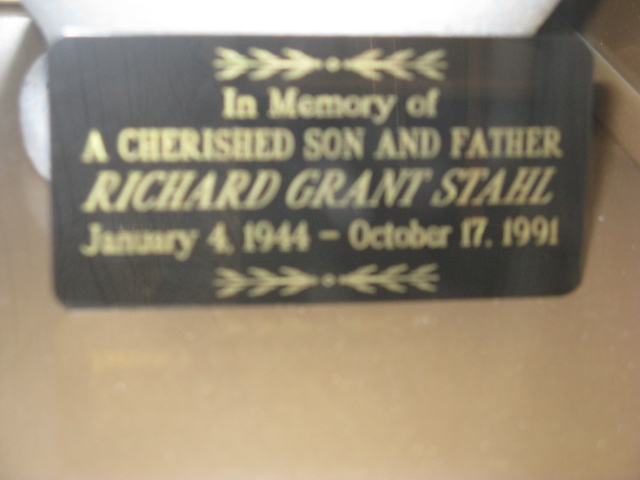 In Memory of
A CHERISHED SON AND FATHER
RICHARD GRANT STAHL
January 4, 1944 - October 17, 1991